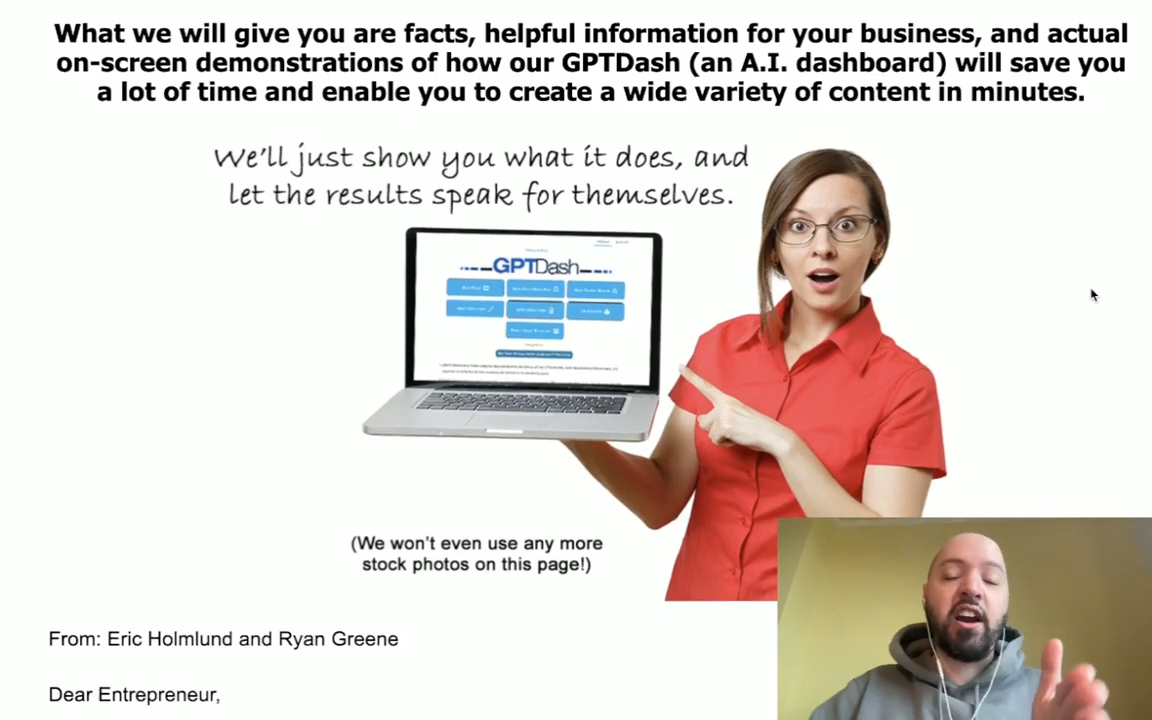 What we will give you are facts, helpful information for your business, and actual
on-screen demonstrations of how our GPTDash (an A.I. dashboard) will save you
a lot of time and enable you to create a wide variety of content in minutes.
We'll just show you what it does, and
let the results speak for themselves.
GPTDash
(We won't even use any more
stock photos on this page!)
From: Eric Holmlund and Ryan Greene
Dear Entrepreneur,